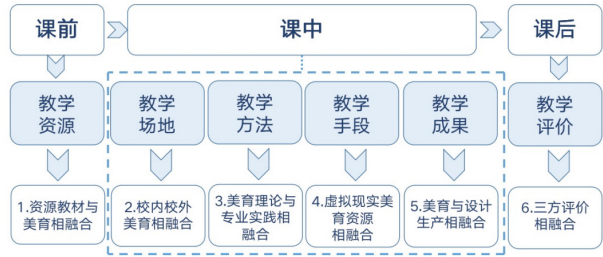 课前
课中
课后
教学
资源
教学
场地
教学
方法
教学
手段
教学
成果
教学
评价
1.资源教材与
美育相融合
2.校内校外
美育相融合
3.美育理论与
专业实践相
融合
4.虚拟现实美
育资源
相融合
5.美育与设计
生产相融合
6.三方评价
相融合